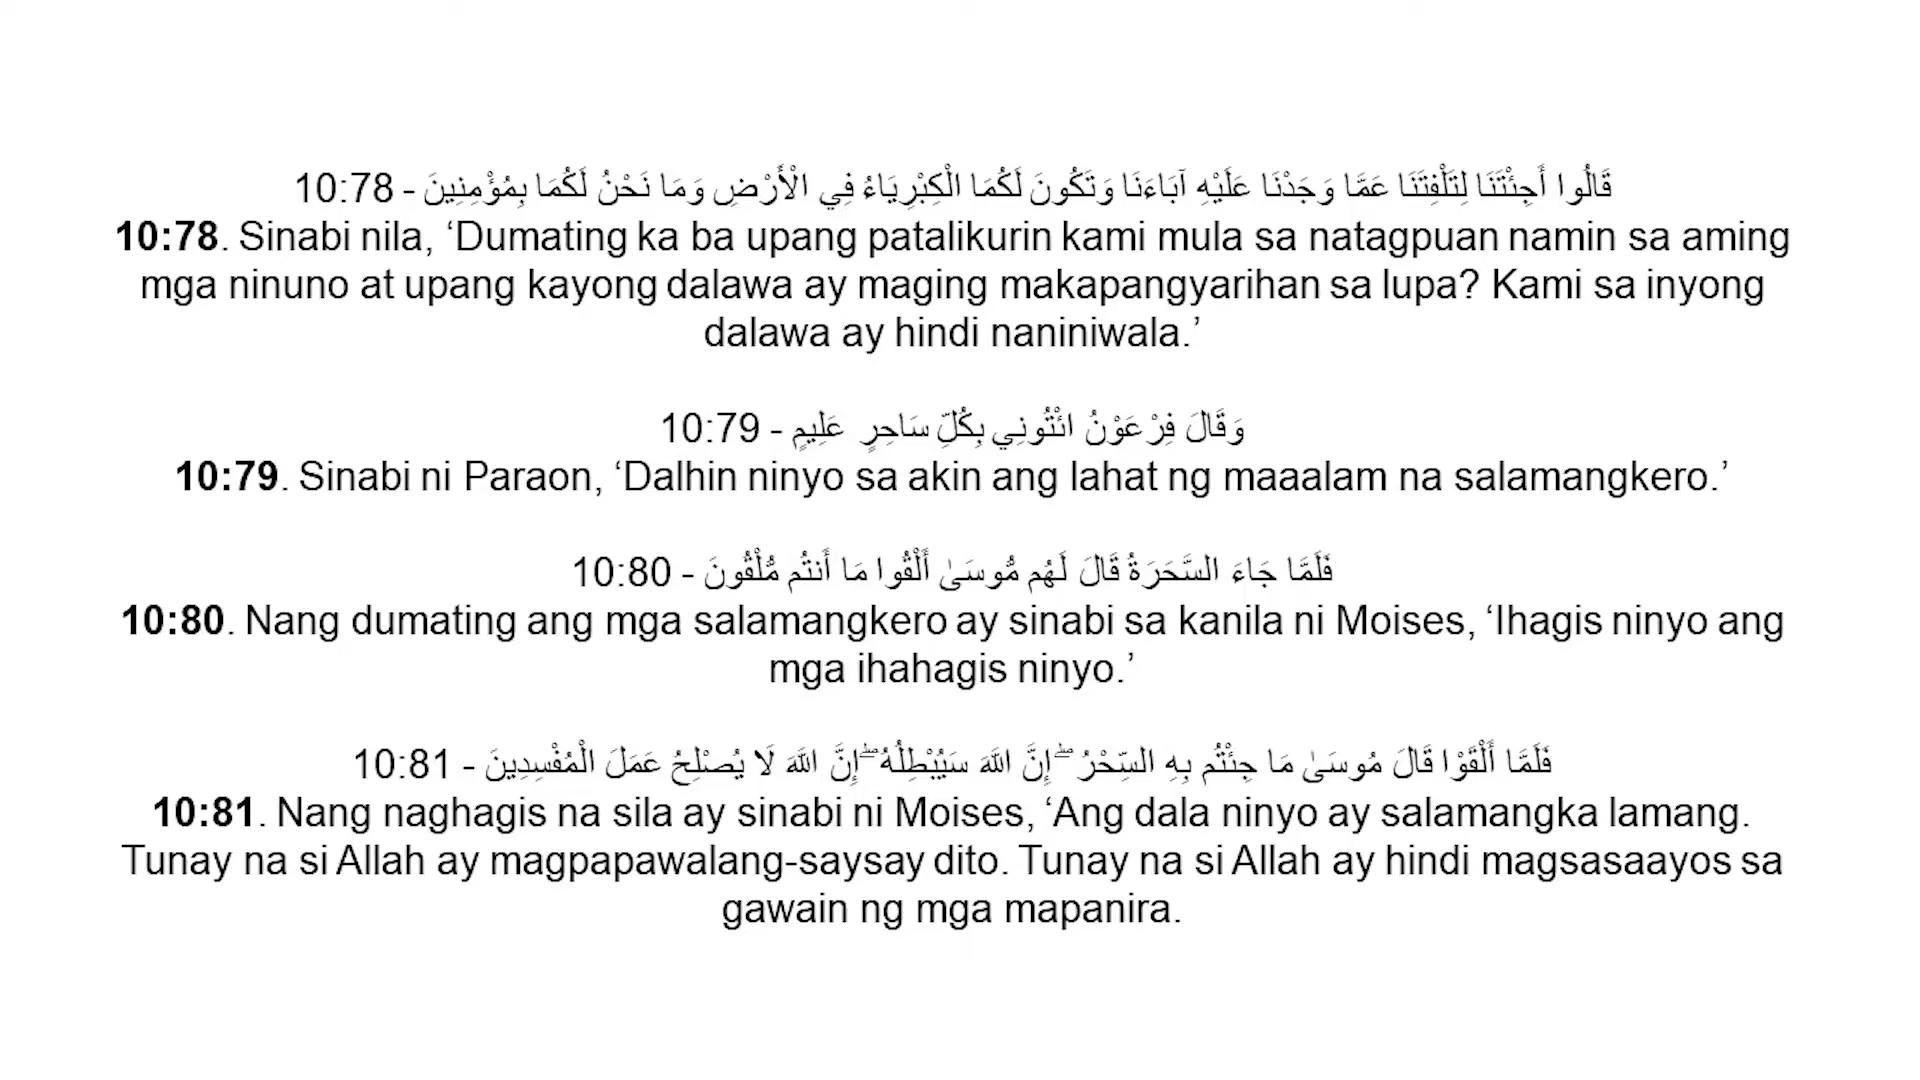 10:78 - قَالُوا أَجِئْتَنَا لِتَلْفِتَنَا عَمَّا وَجَدْنَا عَلَيْهِ آبَاءَنَا وَتَكُونَ لَكُمَا الْكِبْرِيَاءُ فِي الْأَرْضِ وَمَا نَحْنُ لَكُمَا بِمُؤْمِنِينَ
10:78. Sinabi nila, ‘Dumating ka ba upang patalikurin kami mula sa natagpuan namin sa aming
mga ninuno at upang kayong dalawa ay maging makapangyarihan sa lupa? Kami sa inyong
dalawa ay hindi naniniwala.’
10:79 - وَقَالَ فِرْعَوْنُ ائْتُونِي بِكُلِّ سَاحِرٍ عَلِيمٍ
10:79. Sinabi ni Paraon, ‘Dalhin ninyo sa akin ang lahat ng maaalam na salamangkero.’
10:80 - فَلَمَّا جَاءَ السَّحَرَةُ قَالَ لَهُم مُّوسَىٰ أَلْقُوا مَا أَنتُم مُّلْقُونَ
10:80. Nang dumating ang mga salamangkero ay sinabi sa kanila ni Moises, ‘Ihagis ninyo ang
mga ihahagis ninyo.’
10:81 - فَلَمَّا أَلْقَوْا قَالَ مُوسَىٰ مَا جِئْتُم بِهِ السِّحْرُ ۖ إِنَّ اللَّهَ سَيُبْطِلُهُ ۖ إِنَّ اللَّهَ لَا يُصْلِحُ عَمَلَ الْمُفْسِدِينَ
10:81. Nang naghagis na sila ay sinabi ni Moises, ‘Ang dala ninyo ay salamangka lamang.
Tunay na si Allah ay magpapawalang-saysay dito. Tunay na si Allah ay hindi magsasaayos sa
gawain ng mga mapanira.